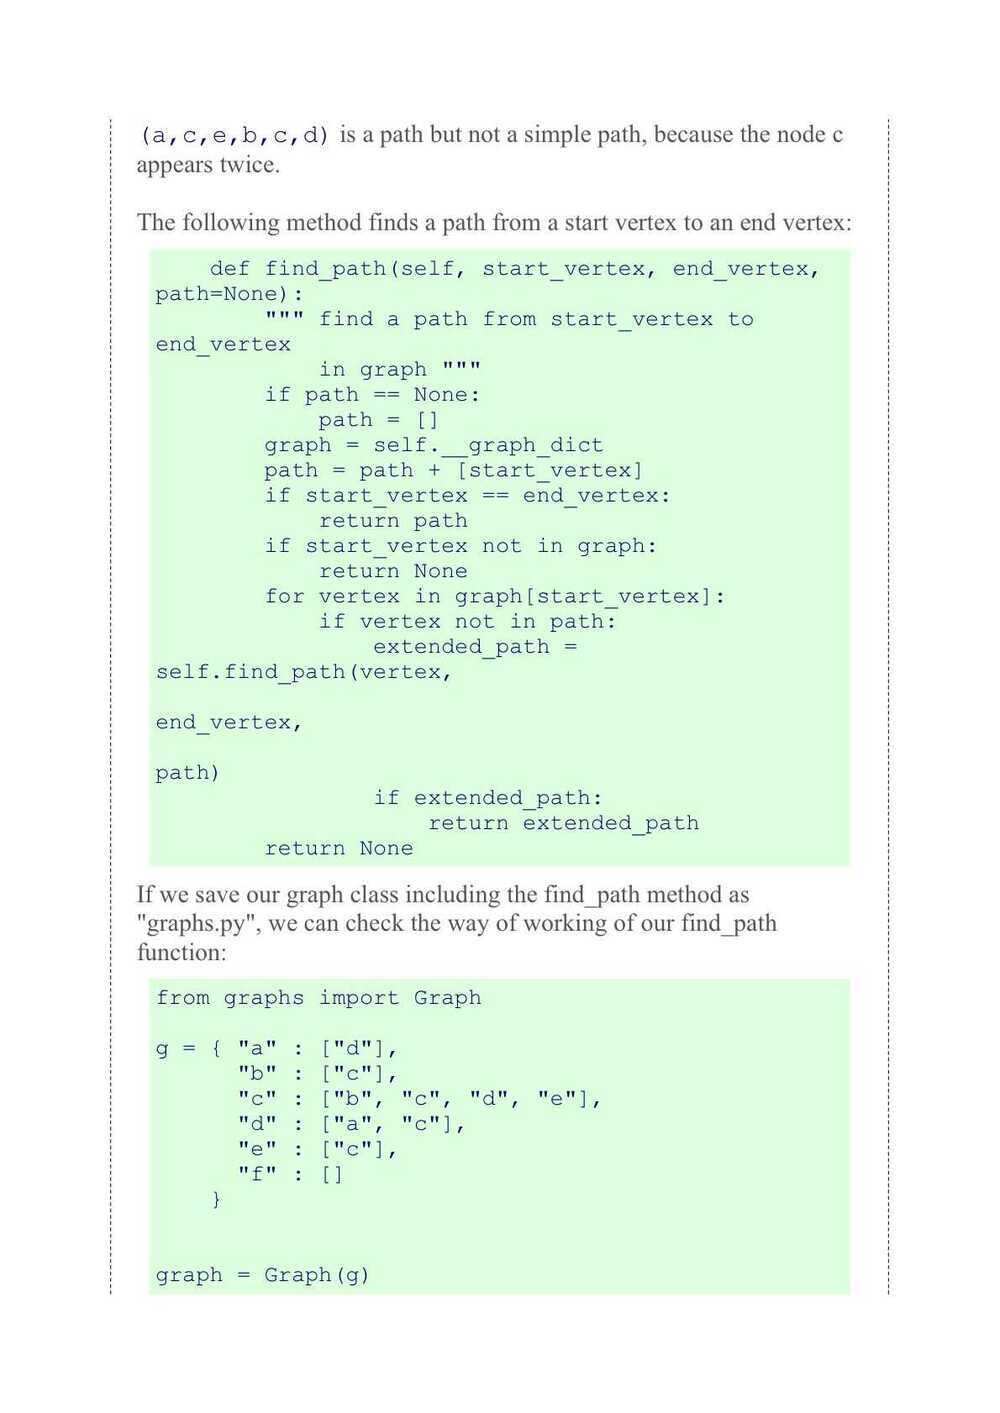 (a,c,e,b,c,d) is a path but not a simple path, because the node c
appears twice.
The following method finds a path from a start vertex to an end vertex:
    def find_path(self, start_vertex, end_vertex,
path=None):
        """ find a path from start_vertex to
end_vertex
            in graph """
        if path == None:
            path = []
        graph = self.__graph_dict
        path = path + [start_vertex]
        if start_vertex == end_vertex:
            return path
        if start_vertex not in graph:
            return None
        for vertex in graph[start_vertex]:
            if vertex not in path:
                extended_path =
self.find_path(vertex,
end_vertex,
path)
                if extended_path:
                    return extended_path
        return None
If we save our graph class including the find_path method as
"graphs.py", we can check the way of working of our find_path
function:
from graphs import Graph
g = { "a" : ["d"],
      "b" : ["c"],
      "c" : ["b", "c", "d", "e"],
      "d" : ["a", "c"],
      "e" : ["c"],
      "f" : []
    }
graph = Graph(g)